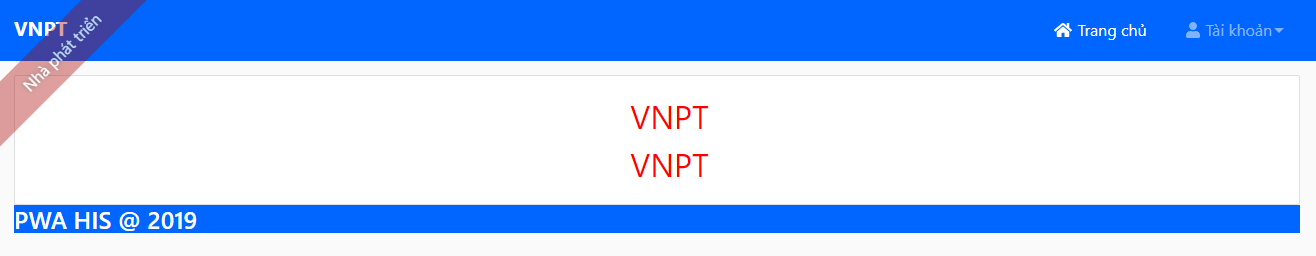 VNPT
Nhà phát triển
Trang chủ
Tài khoản
VNPT
VNPT
PWA HIS @ 2019